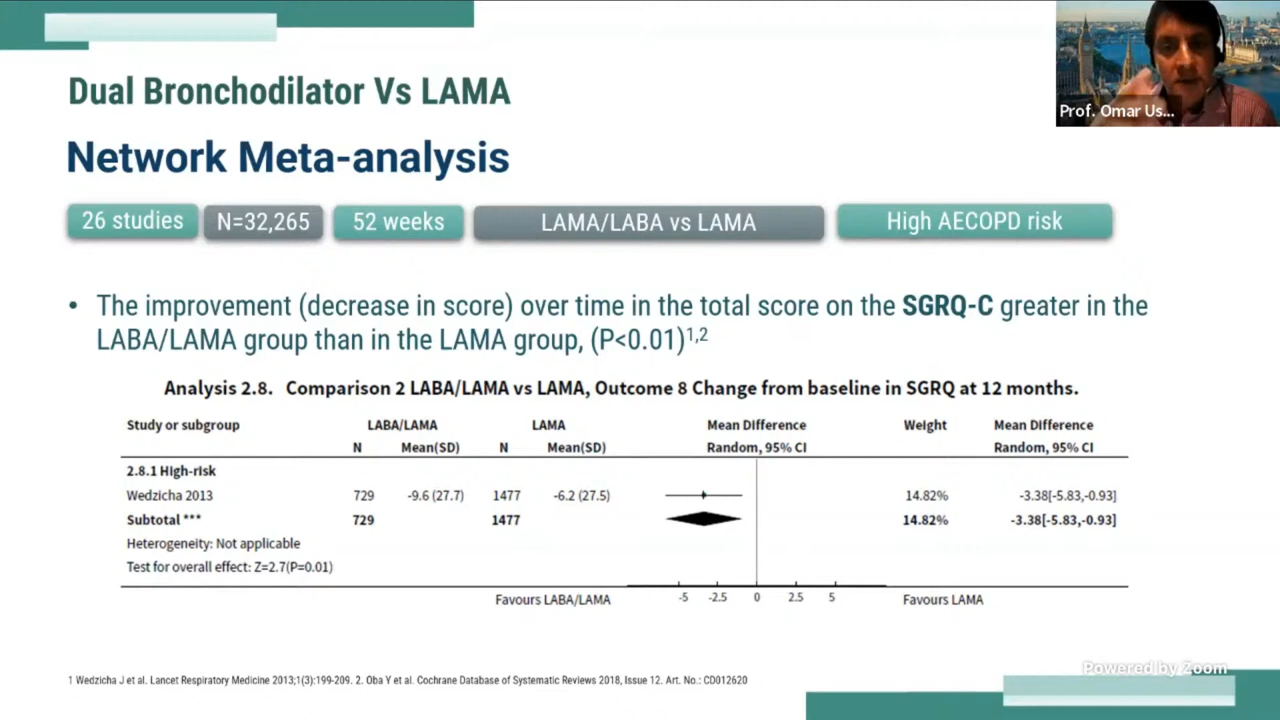 Prof. Omar Us...
Dual Bronchodilator Vs LAMA
Network Meta-analysis
26 studies N=32,265 52 weeks LAMA/LABA vs LAMA High AECOPD risk
• The improvement (decrease in score) over time in the total score on the SGRQ-C greater in the
LABA/LAMA group than in the LAMA group, (P<0.01)1,2
Analysis 2.8. Comparison 2 LABA/LAMA vs LAMA, Outcome 8 Change from baseline in SGRQ at 12 months.
Study or subgroup LABA/LAMA LAMA Mean Difference Weight Mean Difference
N Mean(SD) N Mean(SD) Random, 95% CI Random, 95% CI
2.8.1 High-risk
Wedzicha 2013 729 -9.6 (27.7) 1477 -6.2 (27.5) 14.82% -3.38[-5.83,-0.93]
Subtotal *** 729 1477 14.82% -3.38[-5.83,-0.93]
Heterogeneity: Not applicable
Test for overall effect: Z=2.7(P=0.01)
Favours LABA/LAMA -5 -2.5 0 2.5 5 Favours LAMA
Powered by Zoom
1 Wedzicha J et al. Lancet Respiratory Medicine 2013;1(3):199-209. 2. Oba Y et al. Cochrane Database of Systematic Reviews 2018, Issue 12. Art. No.: CD012620